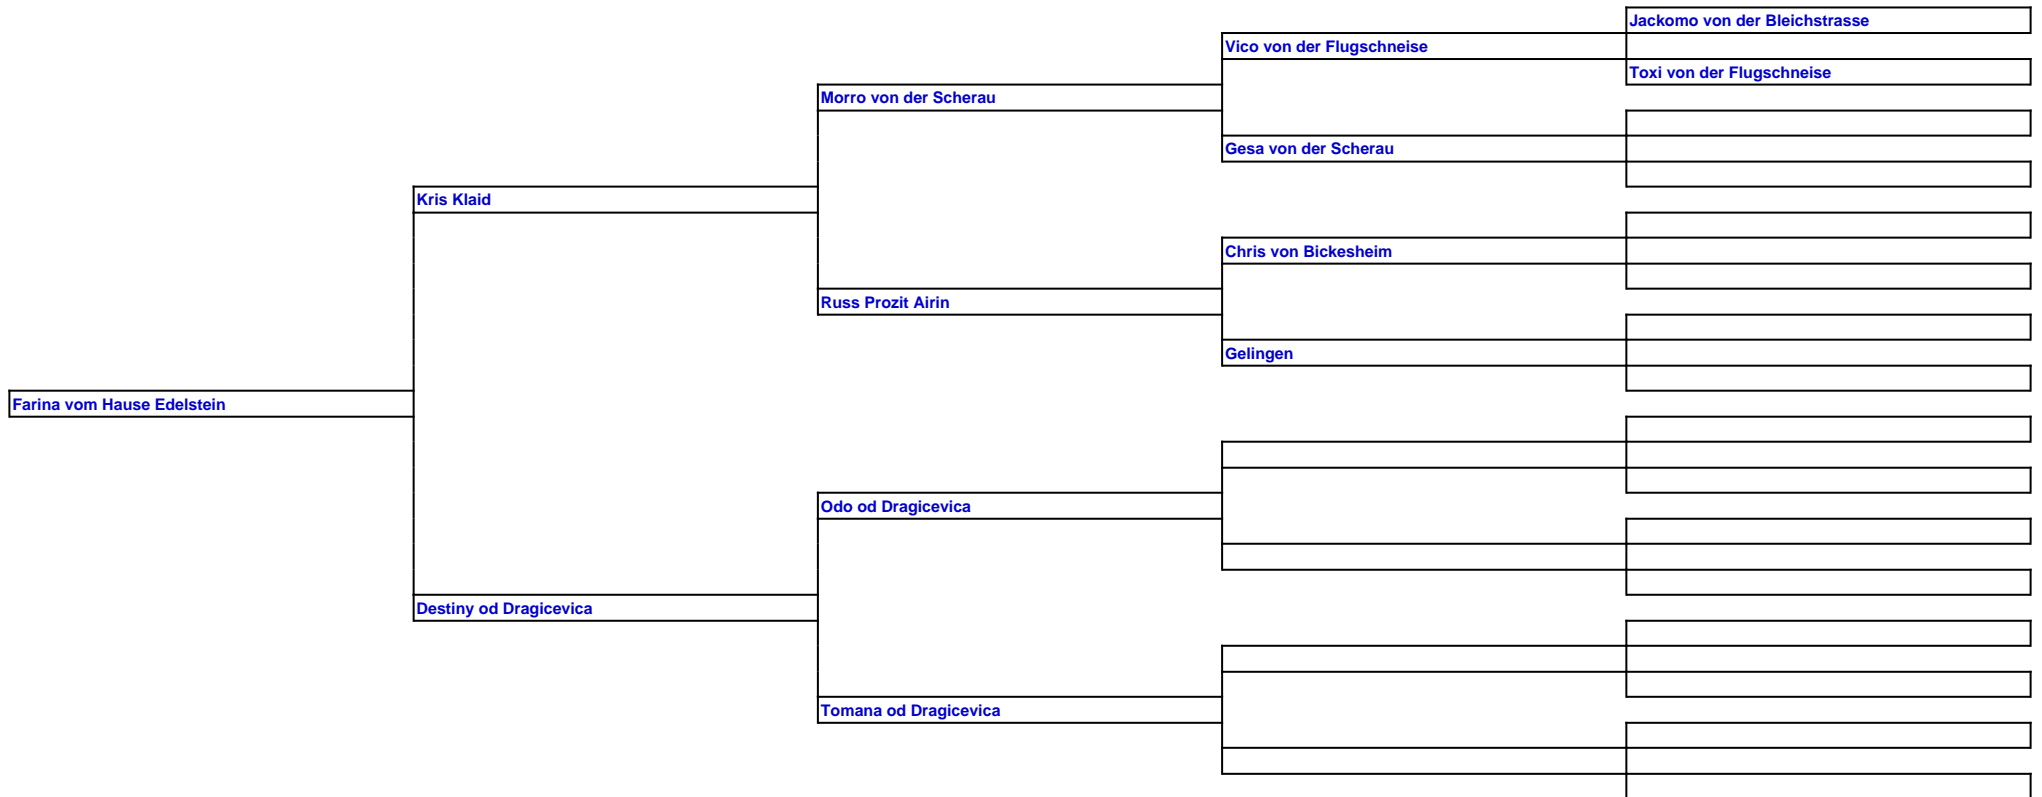 Jackomo von der Bleichstrasse
Vico von der Flugschneise
Toxi von der Flugschneise
Morro von der Scherau
Gesa von der Scherau
Kris Klaid
Chris von Bickesheim
Russ Prozit Airin
Gelingen
Farina vom Hause Edelstein
Odo od Dragicevica
Destiny od Dragicevica
Tomana od Dragicevica